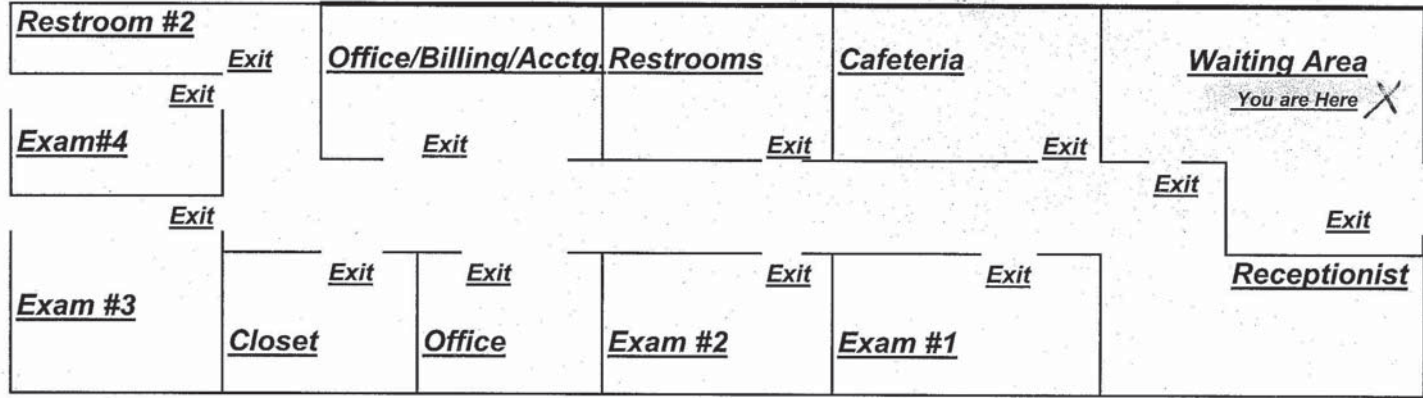 Restroom #2
Exit
Office/Billing/Acctg.
Restrooms
Cafeteria
Waiting Area
You are Here X
Exit
Exam#4
Exit
Exit
Exit
Exit
Exit
Exit
Exit
Exit
Exit
Exit
Receptionist
Exam #3
Closet
Office
Exam #2
Exam #1